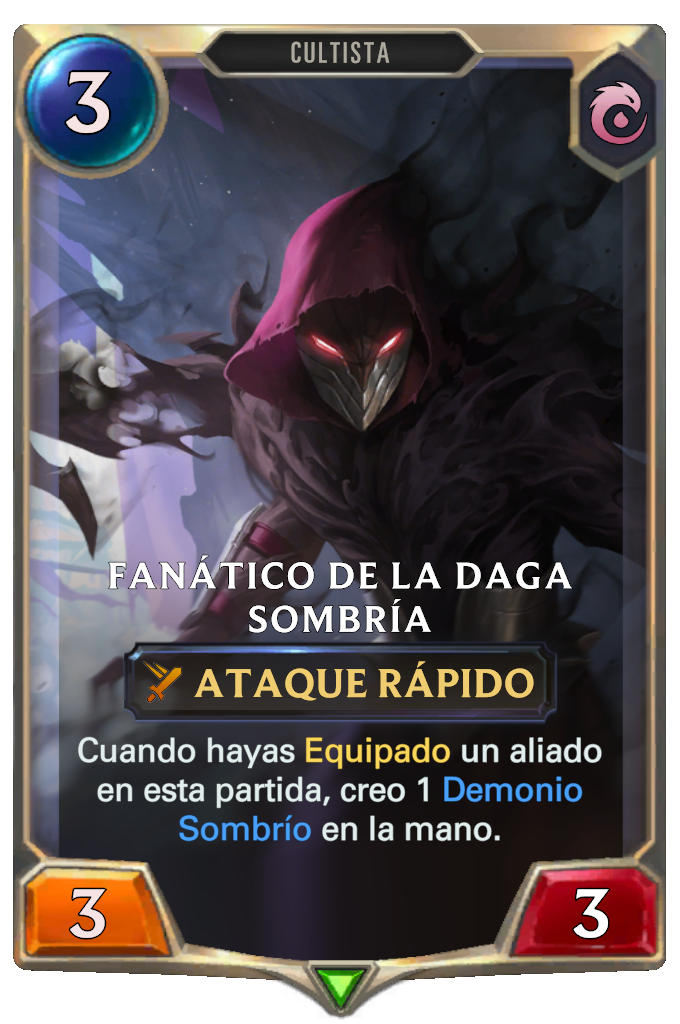 CULTISTA
3
FANÁTICO DE LA DAGA
SOMBRÍA
ATAQUE RÁPIDO
Cuando hayas Equipado un aliado
en esta partida, creo 1 Demonio
Sombrío en la mano.
3
3